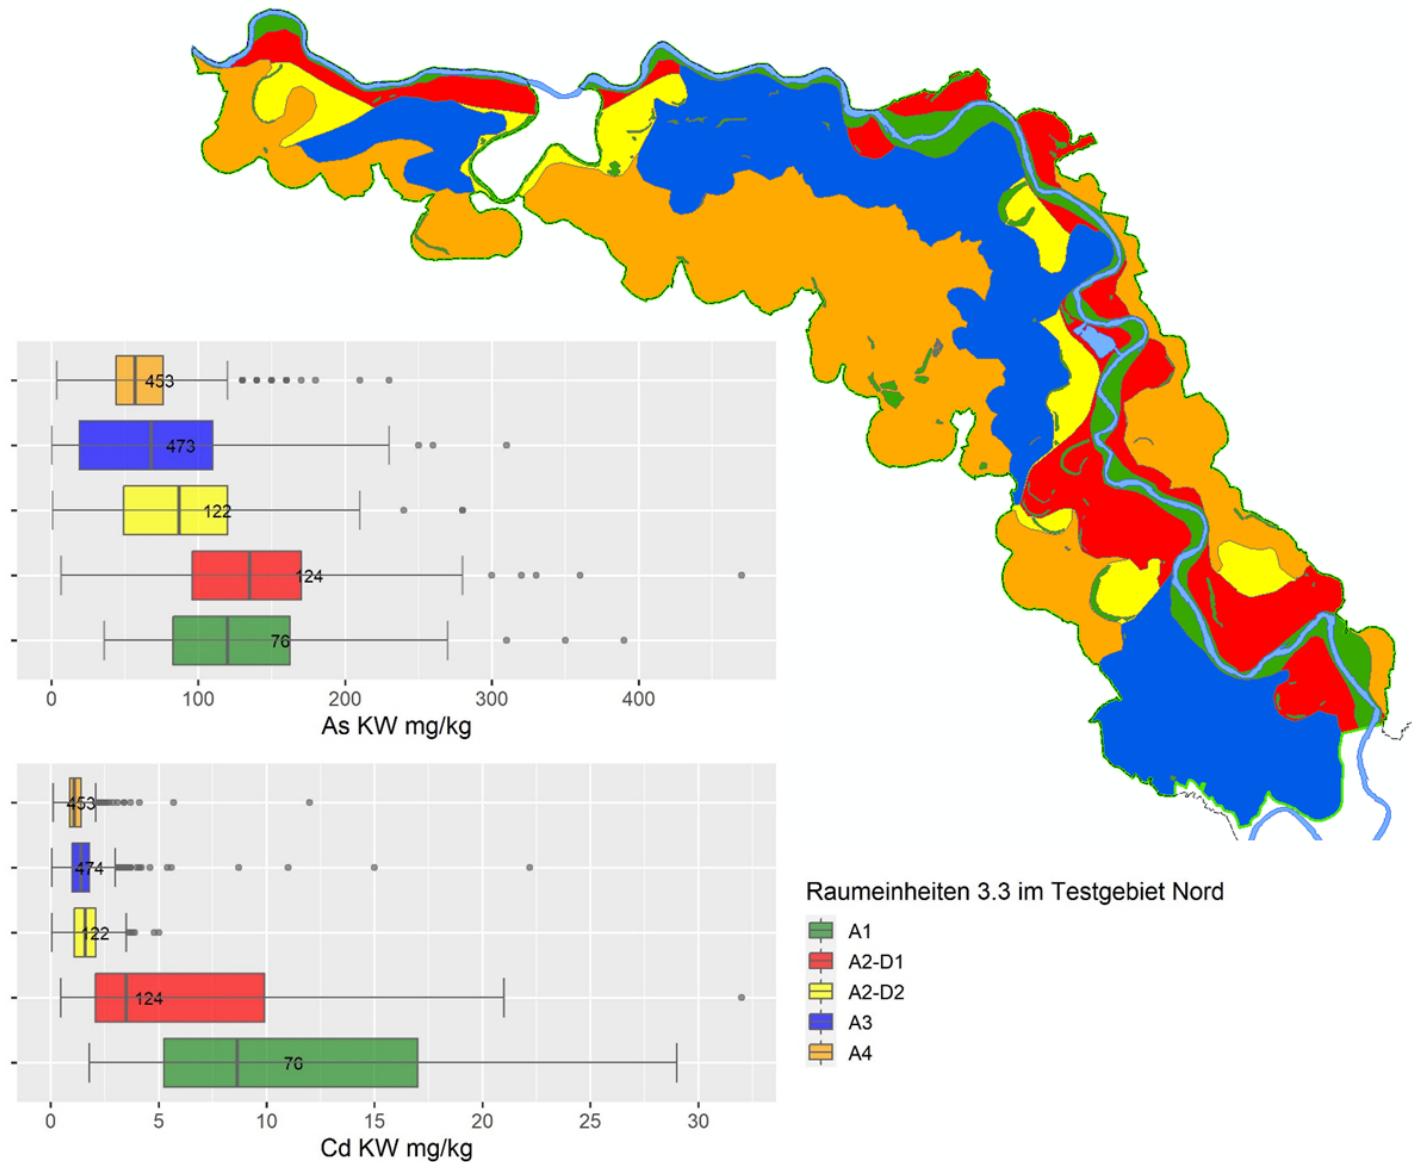 453
473
122
124
76
0 100 200 300 400
As KW mg/kg
453
474
122
124
76
0 5 10 15 20 25 30
Cd KW mg/kg
Raumeinheiten 3.3 im Testgebiet Nord
A1
A2-D1
A2-D2
A3
A4